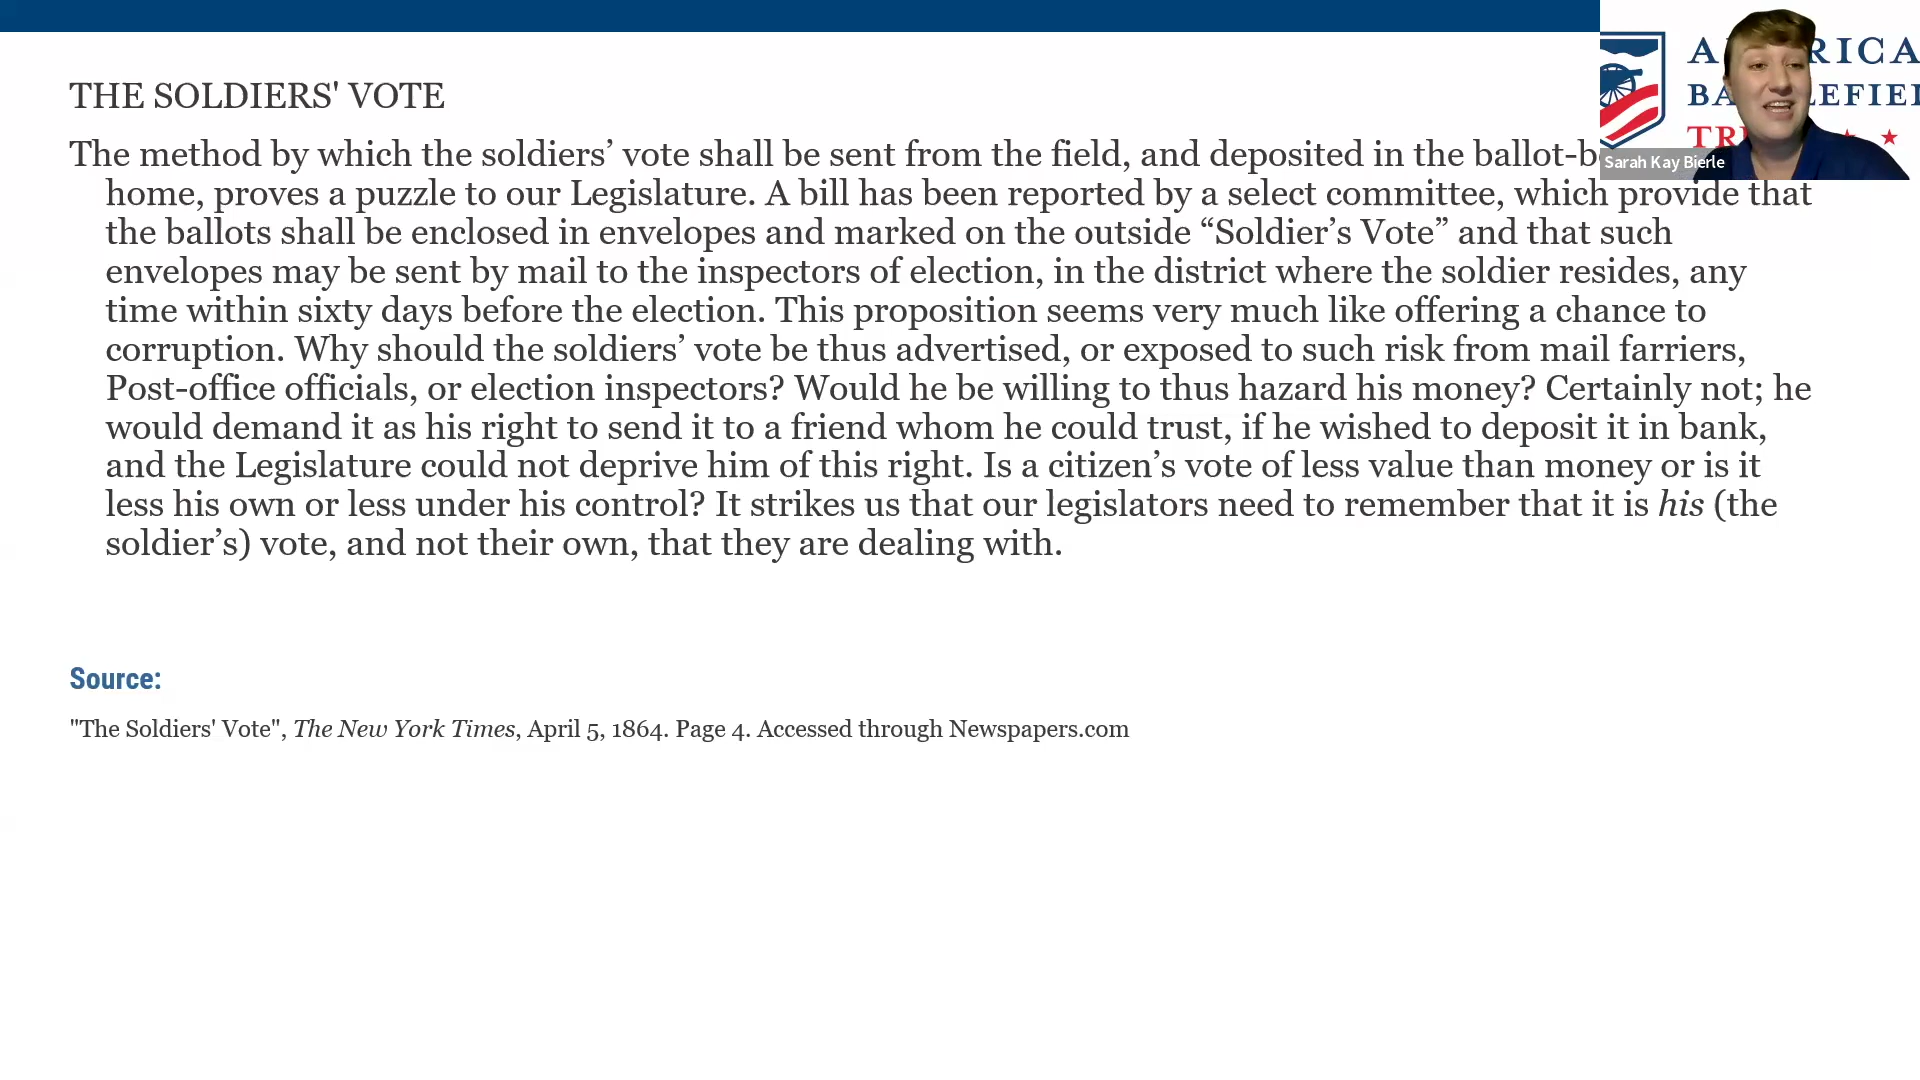 THE SOLDIERS' VOTE
The method by which the soldiers’ vote shall be sent from the field, and deposited in the
home, proves a puzzle to our Legislature. A bill has been reported by a select committee, which provide that
the ballots shall be enclosed in envelopes and marked on the outside “Soldier’s Vote” and that such
envelopes may be sent by mail to the inspectors of election, in the district where the soldier resides, any
time within sixty days before the election. This proposition seems very much like offering a chance to
corruption. Why should the soldiers’ vote be thus advertised, or exposed to such risk from mail farriers,
Post-office officials, or election inspectors? Would he be willing to thus hazard his money? Certainly not; he
would demand it as his right to send it to a friend whom he could trust, if he wished to deposit it in bank,
and the Legislature could not deprive him of this right. Is a citizen’s vote of less value than money or is it
less his own or less under his control? It strikes us that our legislators need to remember that it is his (the
soldier’s) vote, and not their own, that they are dealing with.
Source:
"The Soldiers' Vote", The New York Times, April 5, 1864. Page 4. Accessed through Newspapers.com
Sarah Kay Bierle